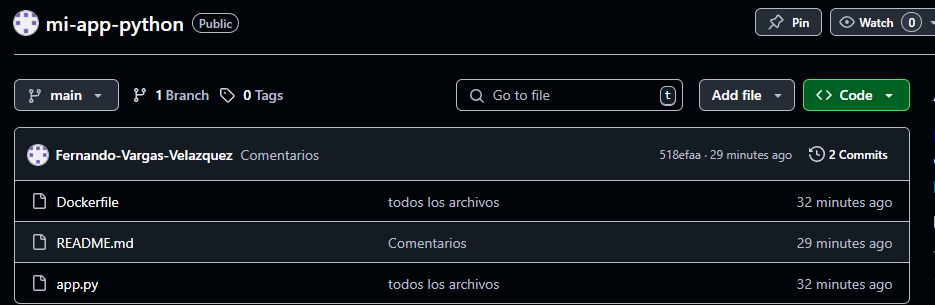 mi-app-python Public Pin Watch 0
main 1 Branch 0 Tags Go to file t Add file Code
Fernando-Vargas-Velazquez Comentarios 518efaa · 29 minutes ago 2 Commits
Dockerfile todos los archivos 32 minutes ago
README.md Comentarios 29 minutes ago
app.py todos los archivos 32 minutes ago